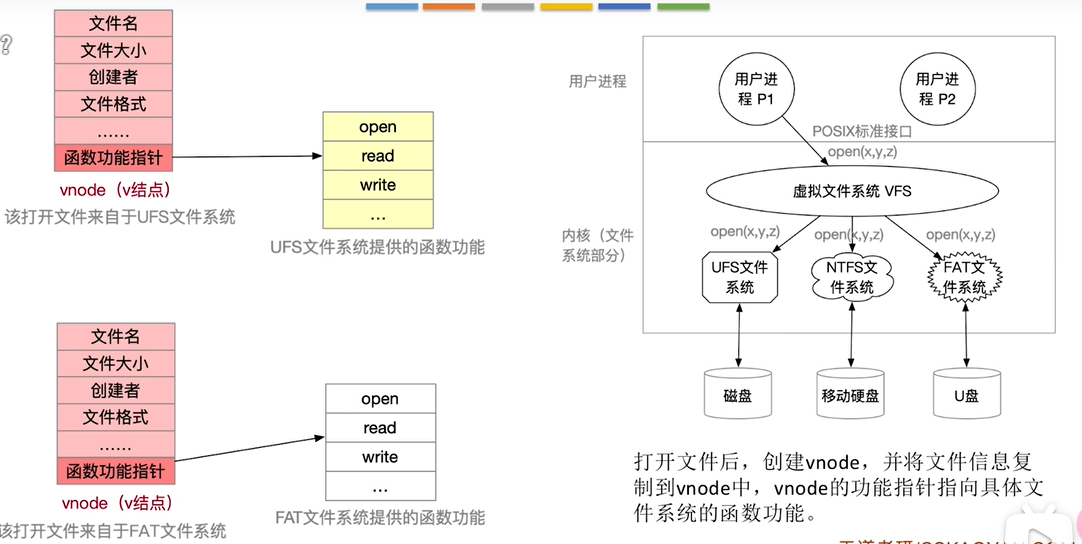 ?
文件名
文件大小
创建者
文件格式
……
函数功能指针
vnode（v结点）
该打开文件来自于UFS文件系统
open
read
write
...
UFS文件系统提供的函数功能
文件名
文件大小
创建者
文件格式
……
函数功能指针
vnode（v结点）
该打开文件来自于FAT文件系统
open
read
write
...
FAT文件系统提供的函数功能
用户进程
用户进
程 P1
用户进
程 P2
POSIX标准接口
open(x,y,z)
虚拟文件系统 VFS
内核（文件
系统部分）
open(x,y,z)
open(x,y,z)
open(x,y,z)
UFS文件
系统
NTFS文
件系统
FAT文
件系统
磁盘
移动硬盘
U盘
打开文件后，创建vnode，并将文件信息复
制到vnode中，vnode的功能指针指向具体文
件系统的函数功能。